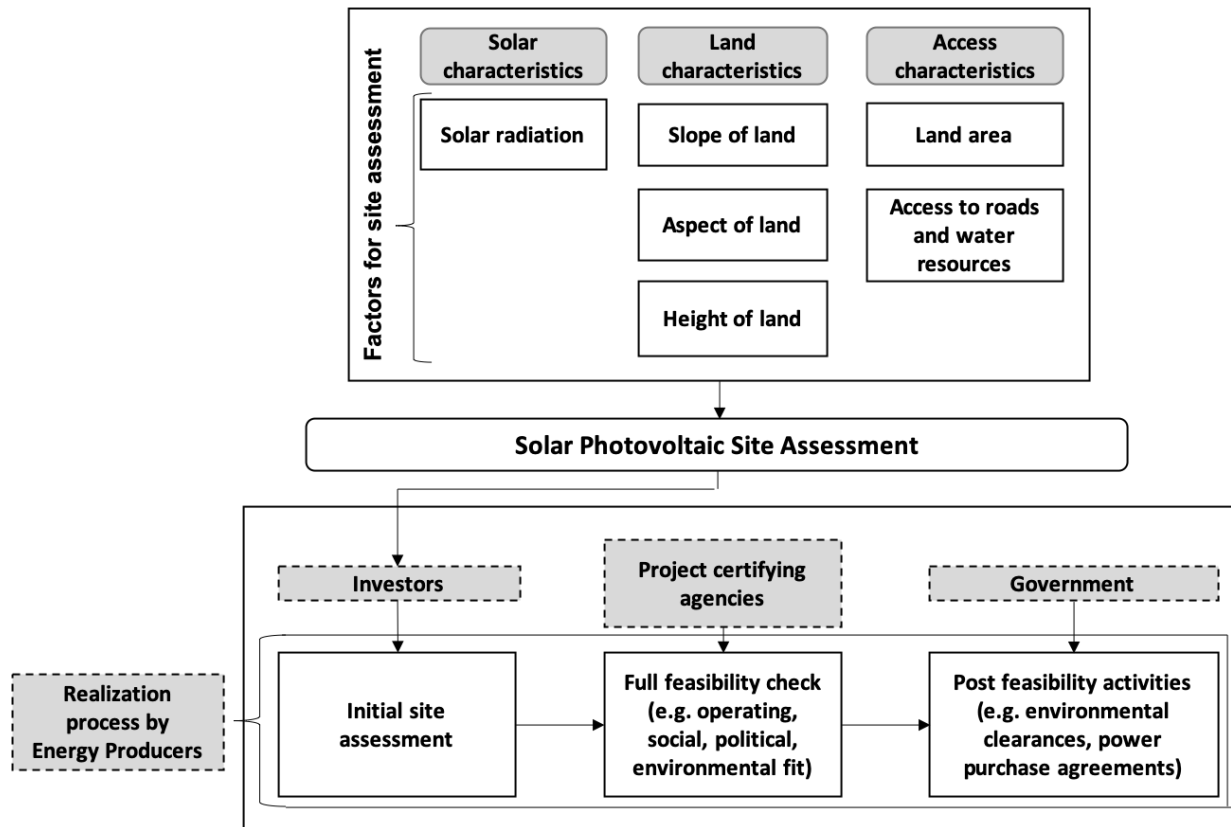 Factors for site assessment
Solar
characteristics
Land
characteristics
Access
characteristics
Solar radiation
Slope of land
Land area
Aspect of land
Access to roads
and water
resources
Height of land
Solar Photovoltaic Site Assessment
Investors
Project certifying
agencies
Government
Realization
process by
Energy Producers
Initial site
assessment
Full feasibility check
(e.g. operating,
social, political,
environmental fit)
Post feasibility activities
(e.g. environmental
clearances, power
purchase agreements)